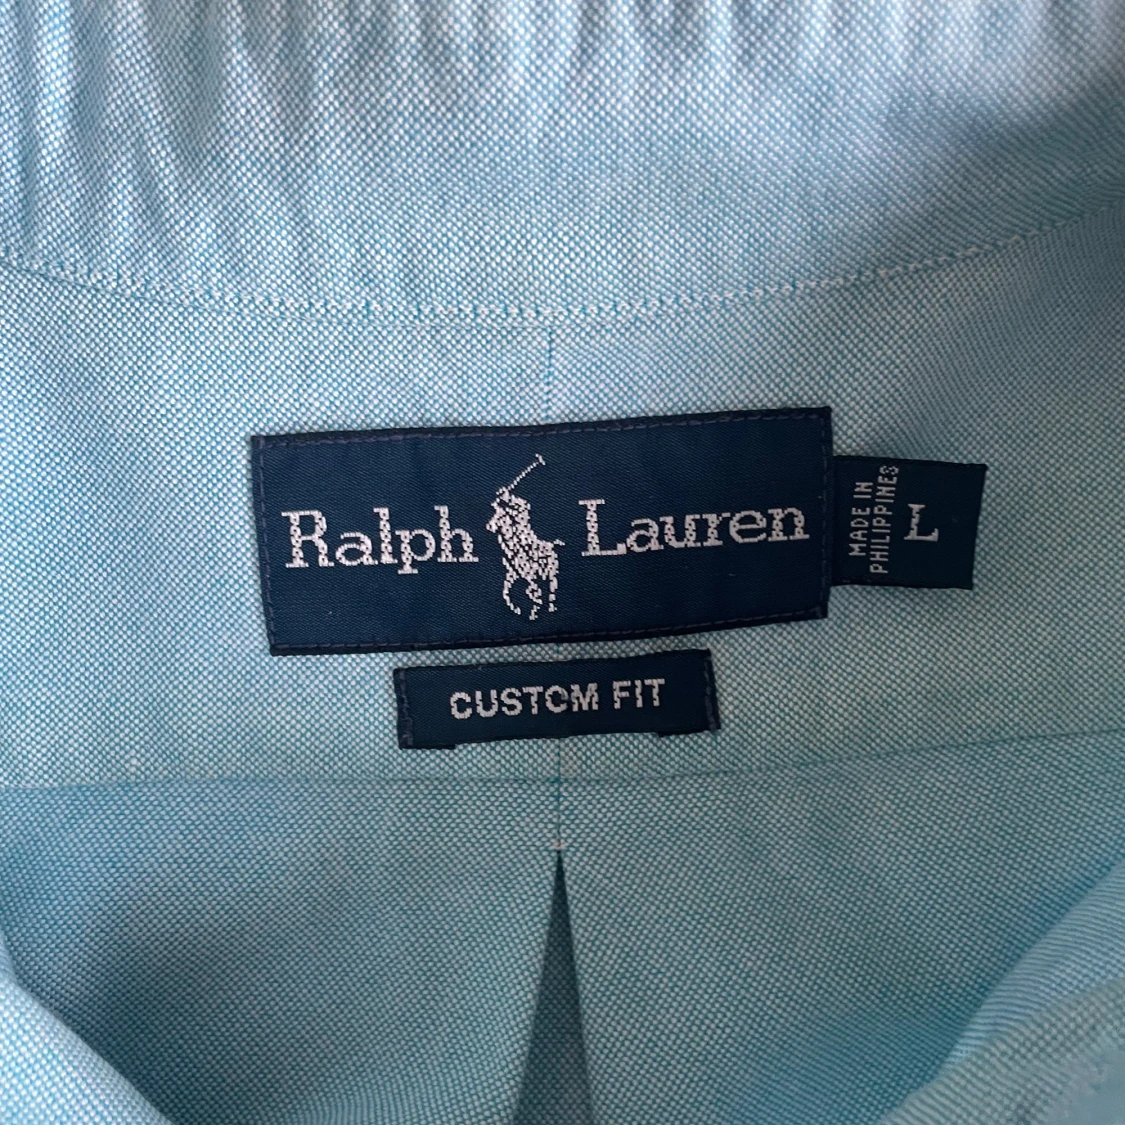 Ralph Lauren
MADE IN
PHILIPPINES
L
CUSTOM FIT